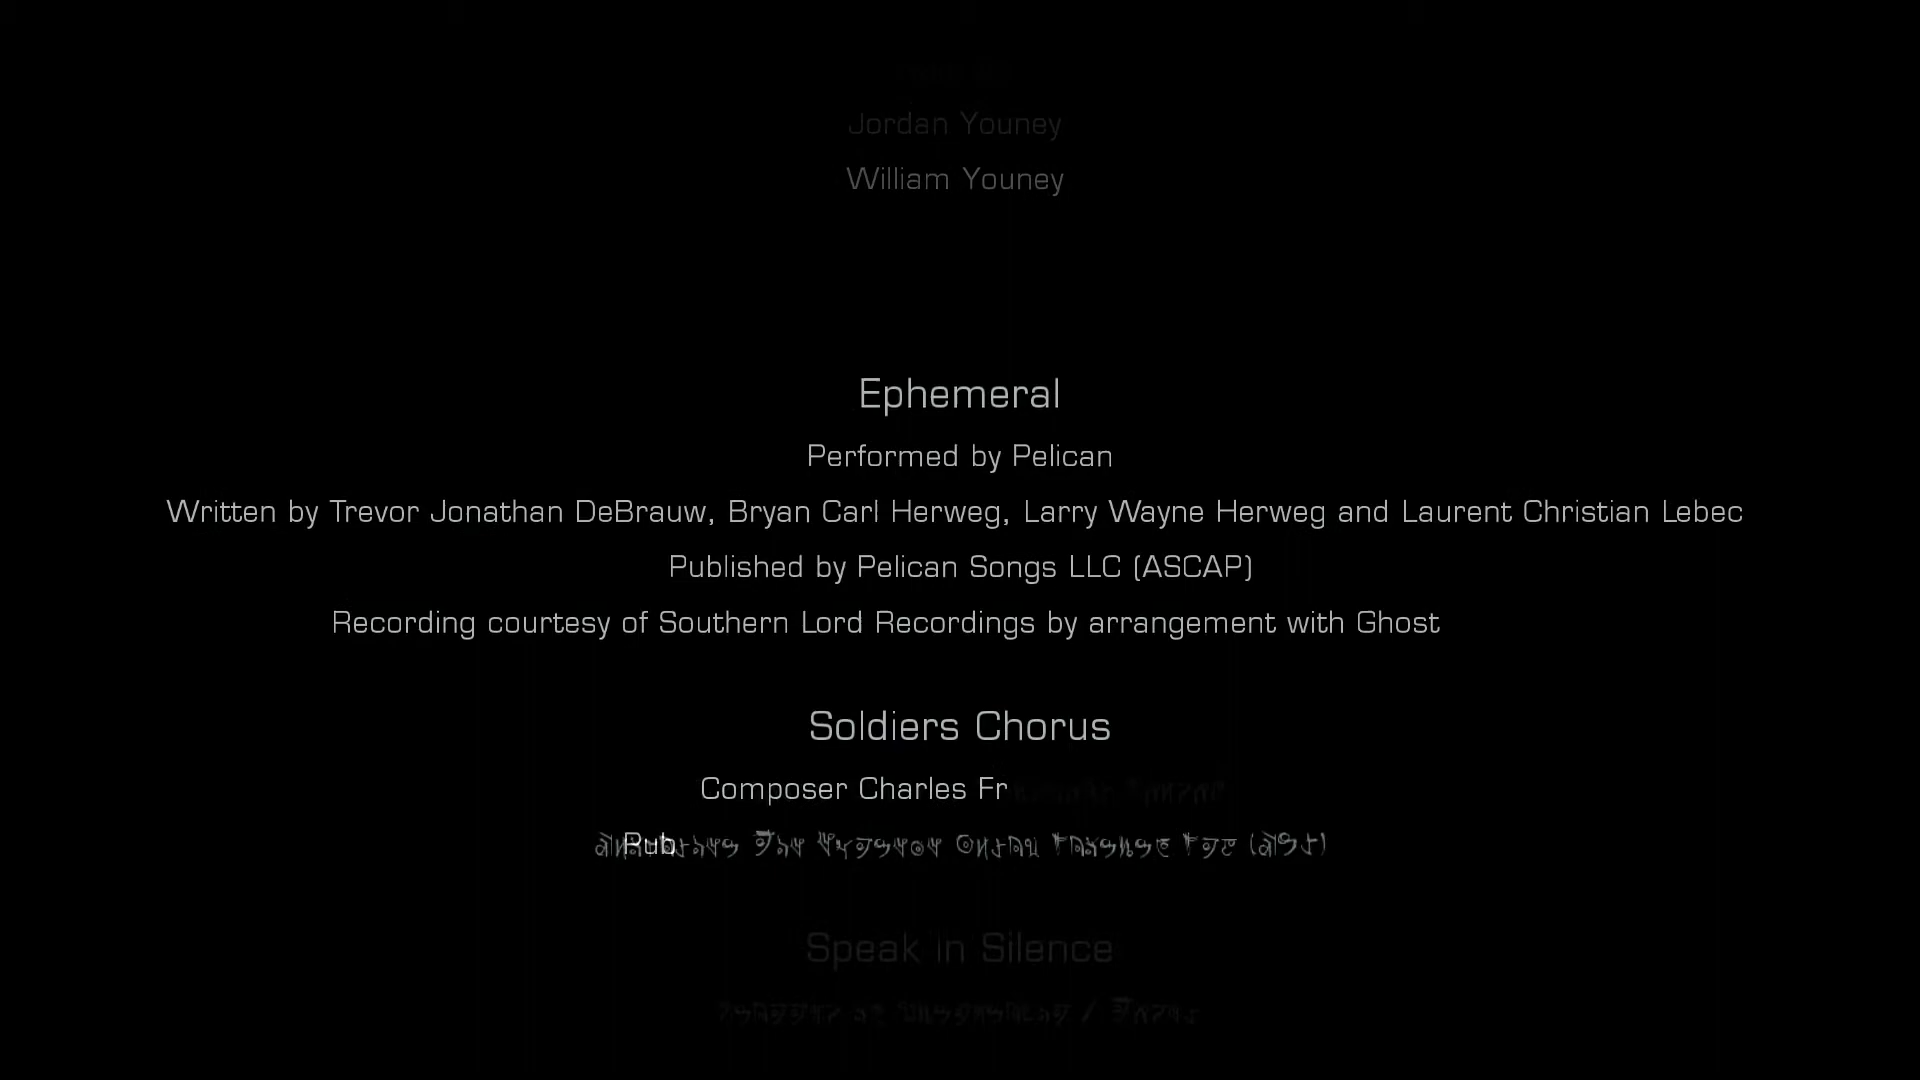 Jordan Youney
William Youney
Ephemeral
Performed by Pelican
Written by Trevor Jonathan DeBrauw, Bryan Carl Herweg, Larry Wayne Herweg and Laurent Christian Lebec
Published by Pelican Songs LLC (ASCAP)
Recording courtesy of Southern Lord Recordings by arrangement with Ghost
Soldiers Chorus
Composer Charles Fr
Pub
Speak in Silence